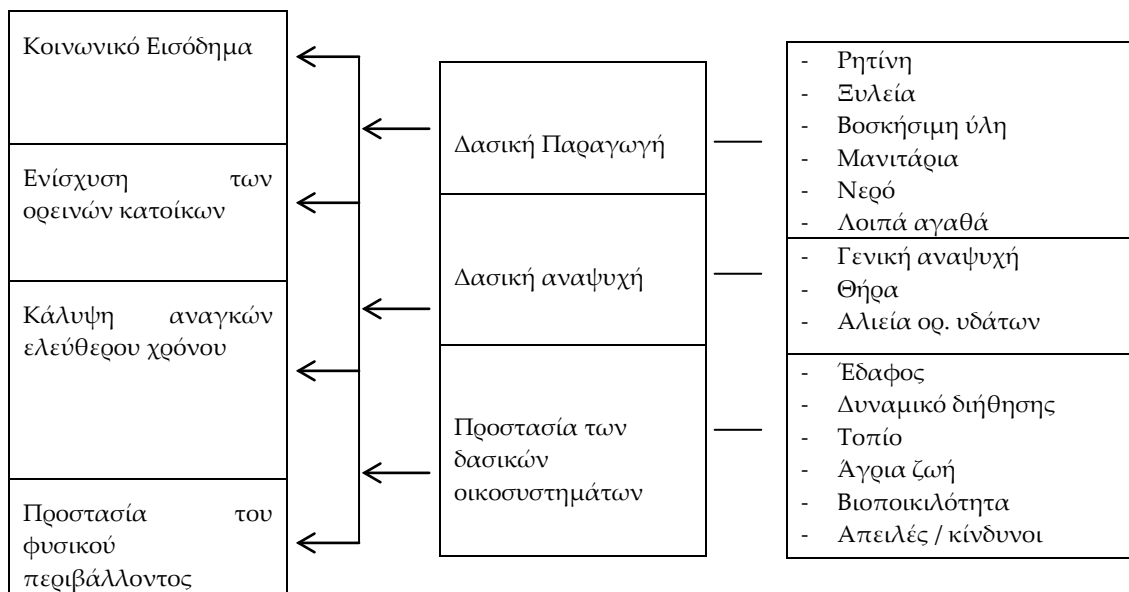 Κοινωνικό Εισόδημα
Ενίσχυση των
ορεινών κατοίκων
Κάλυψη αναγκών
ελεύθερου χρόνου
Προστασία του
φυσικού
περιβάλλοντος
Δασική Παραγωγή
Δασική αναψυχή
Προστασία των
δασικών
οικοσυστημάτων
- Ρητίνη
- Ξυλεία
- Βοσκήσιμη ύλη
- Μανιτάρια
- Νερό
- Λοιπά αγαθά
- Γενική αναψυχή
- Θήρα
- Αλιεία ορ. υδάτων
- Έδαφος
- Δυναμικό διήθησης
- Τοπίο
- Άγρια ζωή
- Βιοποικιλότητα
- Απειλές / κίνδυνοι